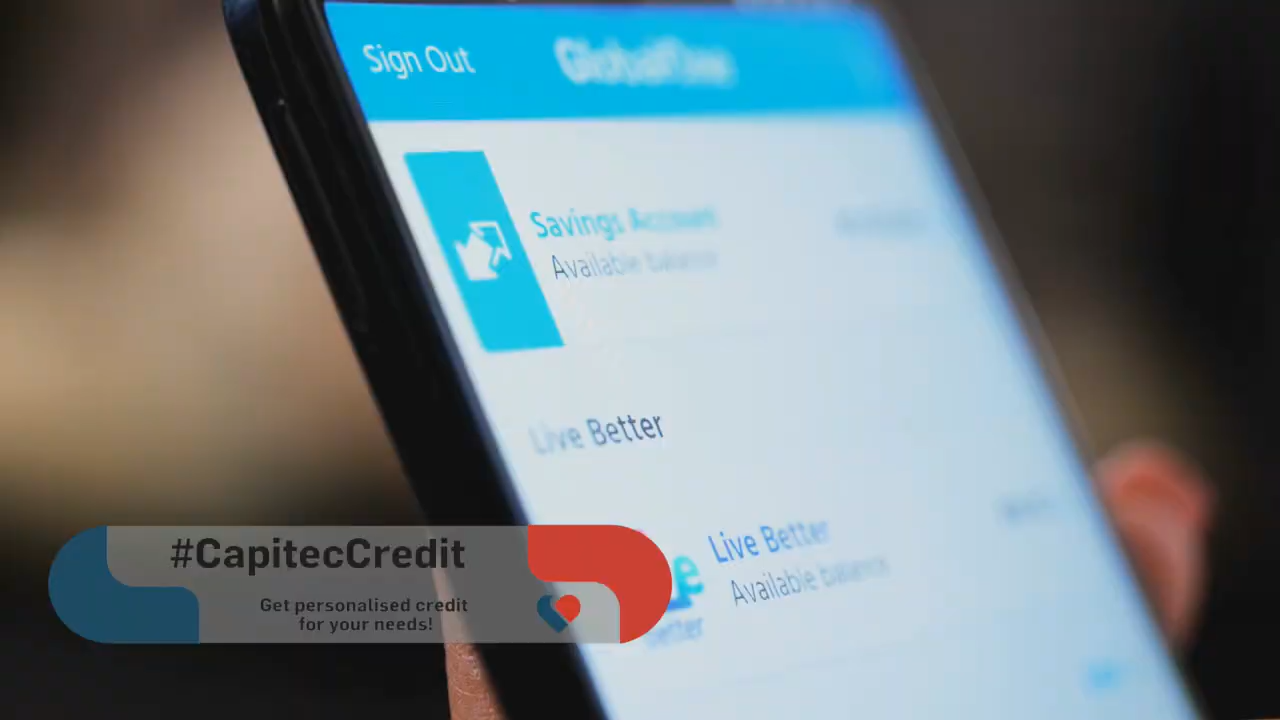 Sign Out
GlobalOne
Savings Account
Available balance
Live Better
Live Better
Available balance
#CapitecCredit
Get personalised credit
for your needs!